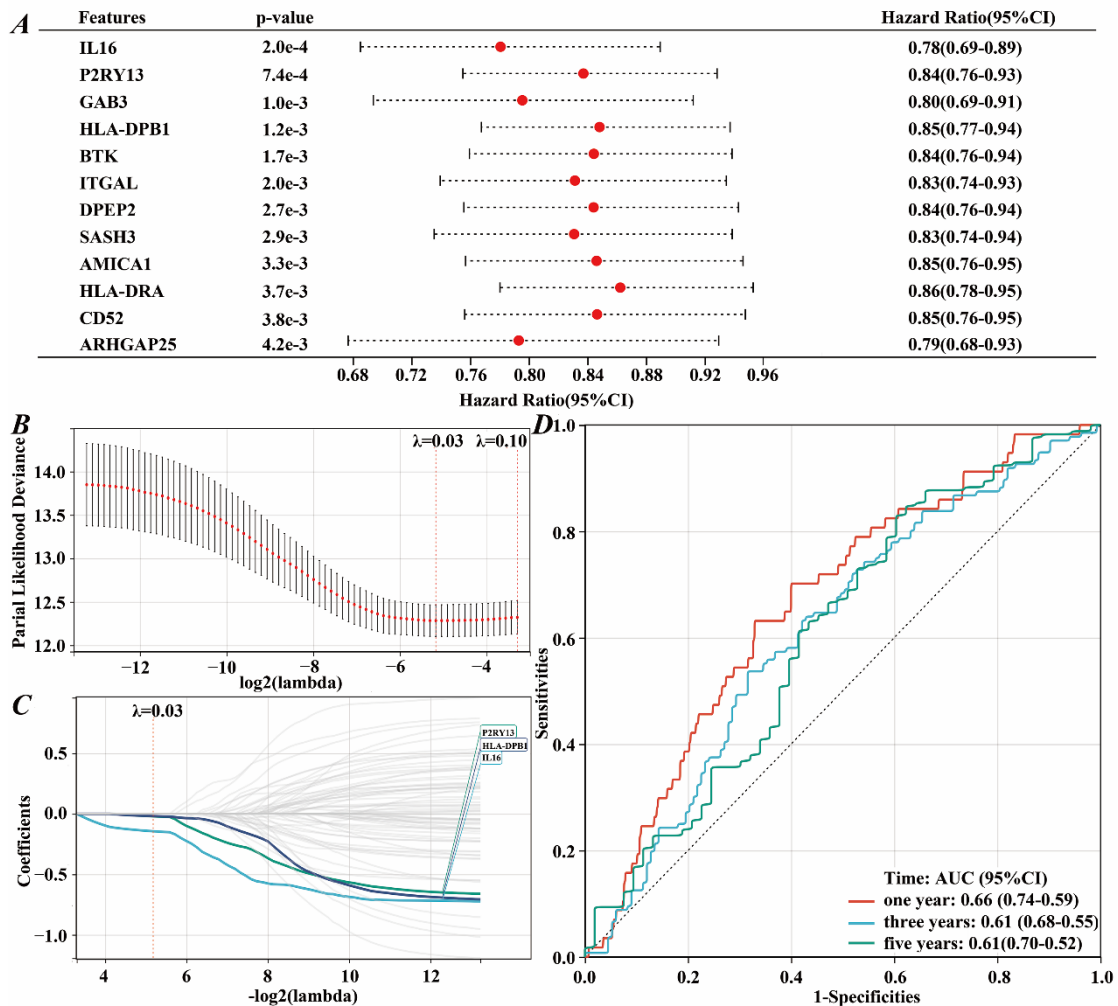 A
Features p-value Hazard Ratio(95%CI)
IL16 2.0e-4 0.78(0.69-0.89)
P2RY13 7.4e-4 0.84(0.76-0.93)
GAB3 1.0e-3 0.80(0.69-0.91)
HLA-DPB1 1.2e-3 0.85(0.77-0.94)
BTK 1.7e-3 0.84(0.76-0.94)
ITGAL 2.0e-3 0.83(0.74-0.93)
DPEP2 2.7e-3 0.84(0.76-0.94)
SASH3 2.9e-3 0.83(0.74-0.94)
AMICA1 3.3e-3 0.85(0.76-0.95)
HLA-DRA 3.7e-3 0.86(0.78-0.95)
CD52 3.8e-3 0.85(0.76-0.95)
ARHGAP25 4.2e-3 0.79(0.68-0.93)
0.68 0.72 0.76 0.80 0.84 0.88 0.92 0.96
Hazard Ratio(95%CI)
B
λ=0.03 λ=0.10
Parial Likelihood Deviance
14.0
13.5
13.0
12.5
12.0
−12 −10 −8 −6 −4
log2(lambda)
C
λ=0.03
P2RY13
HLA-DPB1
IL16
Coefficients
0.5
0.0
−0.5
−1.0
4 6 8 10 12
-log2(lambda)
D
Sensitivities
1.0
0.8
0.6
0.4
0.2
0.0
Time: AUC (95%CI)
one year: 0.66 (0.74-0.59)
three years: 0.61 (0.68-0.55)
five years: 0.61(0.70-0.52)
0.0 0.2 0.4 0.6 0.8 1.0
1-Specificities